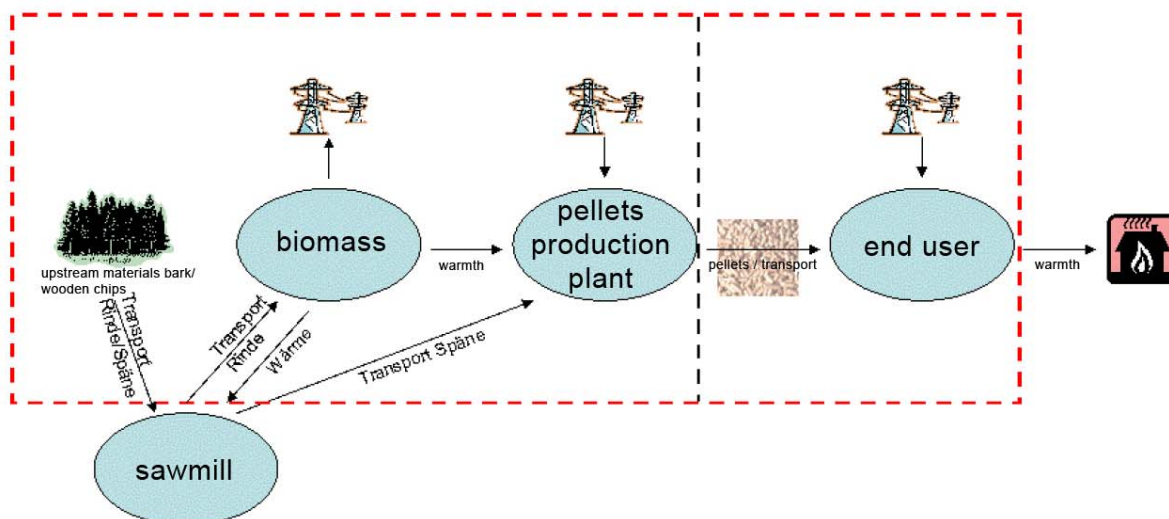 biomass
pellets
production
plant
end user
warmth
pellets / transport
warmth
upstream materials bark/
wooden chips
Transport
Rinde/Späne
Transport
Rinde
Wärme
Transport Späne
sawmill